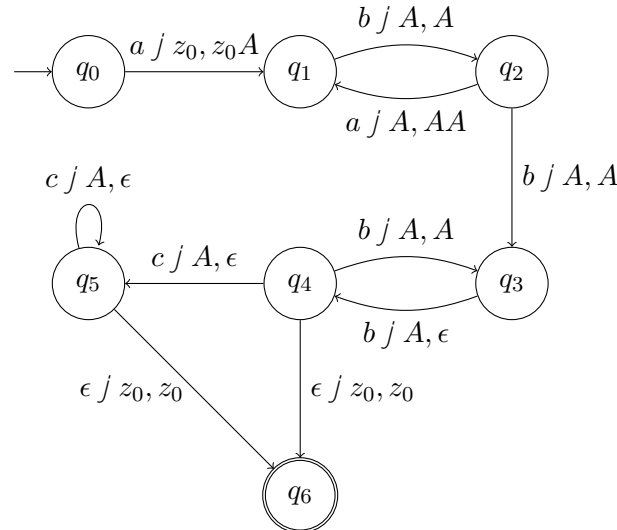 a j z₀, z₀A
b j A, A
q₀
q₁
q₂
a j A, AA
b j A, A
c j A, ϵ
b j A, A
c j A, ϵ
q₅
q₄
q₃
b j A, ϵ
ϵ j z₀, z₀
ϵ j z₀, z₀
q₆